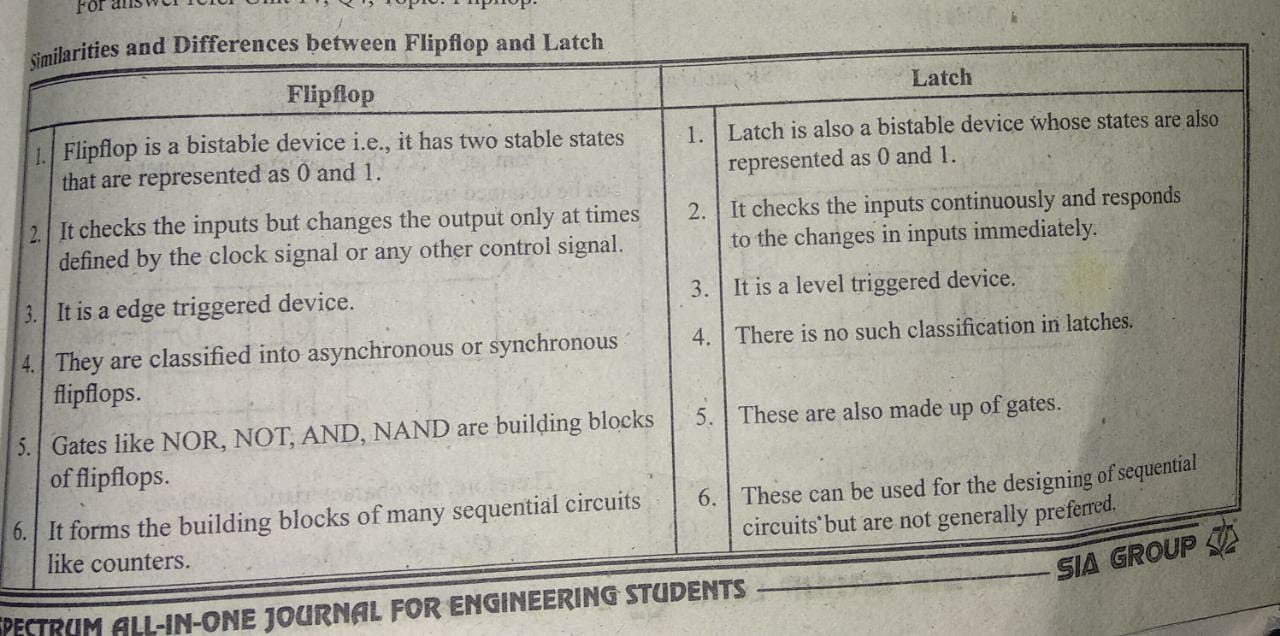 For answer refer Unit-IV, Q4, Topic: Flipflop.
Similarities and Differences between Flipflop and Latch
Flipflop
Latch
1. Flipflop is a bistable device i.e., it has two stable states
that are represented as 0 and 1.
1. Latch is also a bistable device whose states are also
represented as 0 and 1.
2. It checks the inputs but changes the output only at times
defined by the clock signal or any other control signal.
2. It checks the inputs continuously and responds
to the changes in inputs immediately.
3. It is a edge triggered device.
3. It is a level triggered device.
4. They are classified into asynchronous or synchronous
flipflops.
4. There is no such classification in latches.
5. Gates like NOR, NOT, AND, NAND are building blocks
of flipflops.
5. These are also made up of gates.
6. It forms the building blocks of many sequential circuits
like counters.
6. These can be used for the designing of sequential
circuits but are not generally preferred.
SPECTRUM ALL-IN-ONE JOURNAL FOR ENGINEERING STUDENTS
SIA GROUP